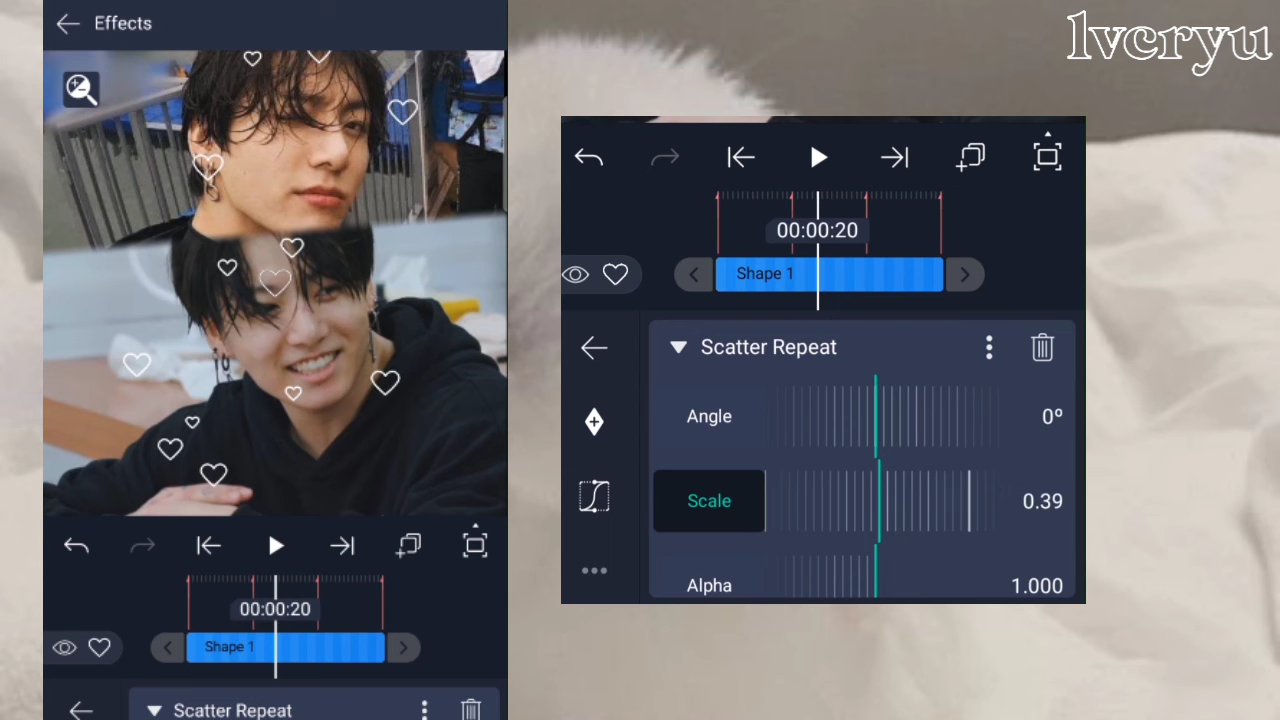 Effects
00:00:20
Shape 1
Scatter Repeat
lvcryu
00:00:20
Shape 1
Scatter Repeat
Angle
0º
Scale
0.39
Alpha
1.000